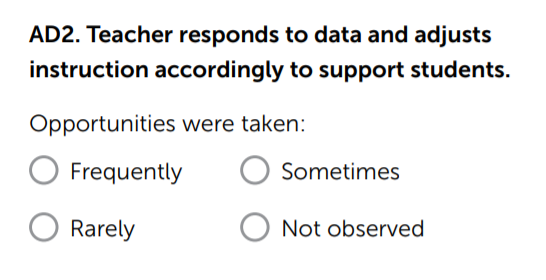 AD2. Teacher responds to data and adjusts
instruction accordingly to support students.
Opportunities were taken:
Frequently Sometimes
Rarely Not observed